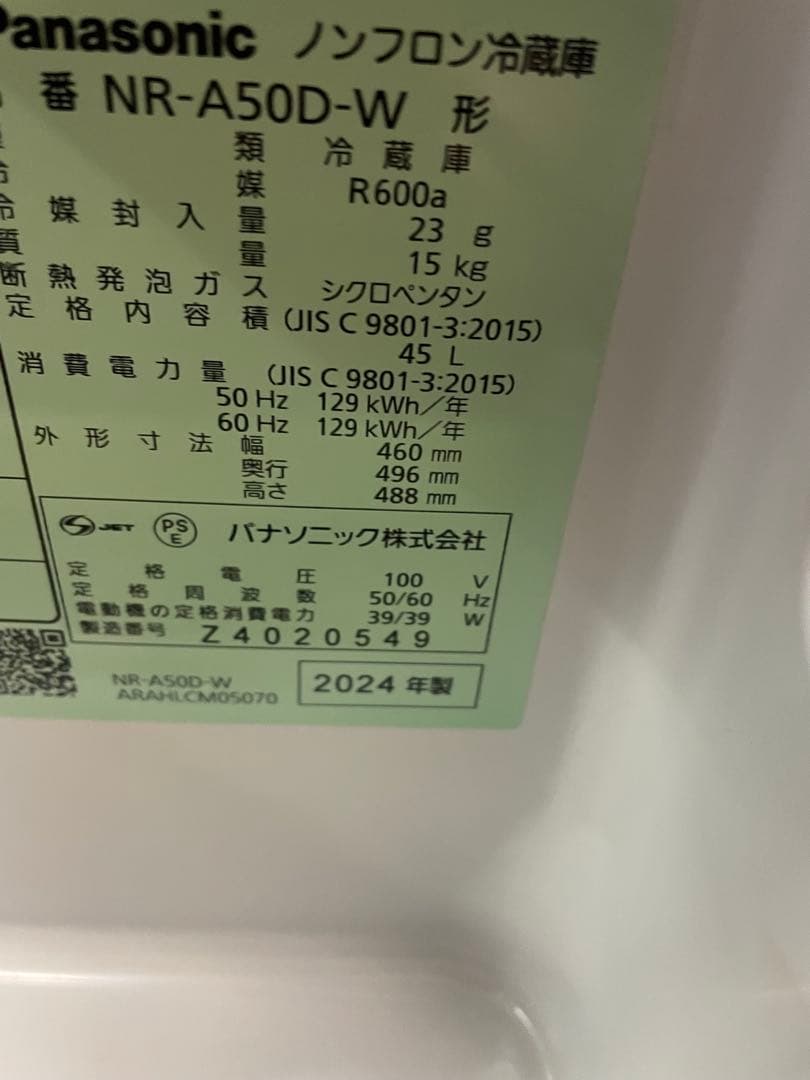 Panasonic ノンフロン冷蔵庫
番 NR-A50D-W 形
類 冷蔵庫
媒 R600a
冷媒封入量 23 g
質量 15 kg
断熱発泡ガス シクロペンタン
定格内容積 (JIS C 9801-3:2015)
45 L
消費電力量 (JIS C 9801-3:2015)
50 Hz 129 kWh/年
60 Hz 129 kWh/年
外形寸法 幅 460 mm
奥行 496 mm
高さ 488 mm
JET PS E パナソニック株式会社
定格電圧 100 V
定格周波数 50/60 Hz
電動機の定格消費電力 39/39 W
製造番号 Z4020549
NR-A50D-W
ARAHLCM05070
2024 年製